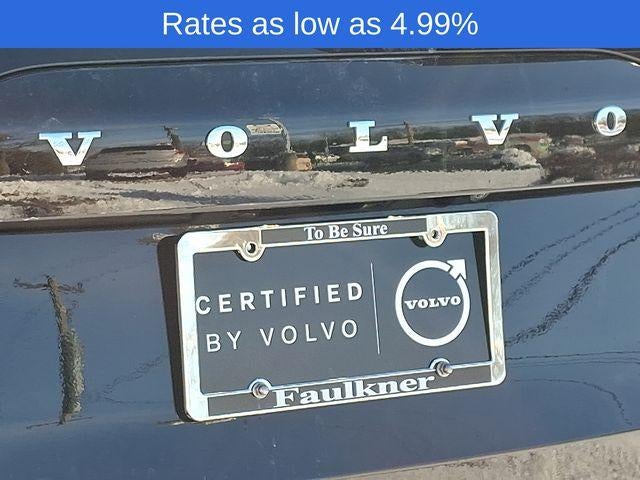 Rates as low as 4.99%
VOLVO
To Be Sure
CERTIFIED
BY VOLVO
VOLVO
Faulkner